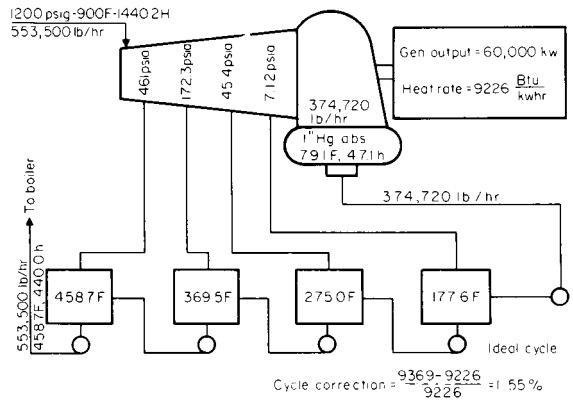 1200 psig-900F-1440.2H
553,500 lb/hr
461psia
172.3psia
45.4psia
7.12psia
Gen output = 60,000 kw
Heat rate = 9226 Btu/kwhr
374,720
lb/hr
1" Hg abs
79.1F, 47.1h
374,720 lb/hr
To boiler
553,500 lb/hr
458.7F, 440.0h
458.7F
369.5F
275.0F
177.6F
Ideal cycle
Cycle correction = 9369-9226/9226 = 1.55%